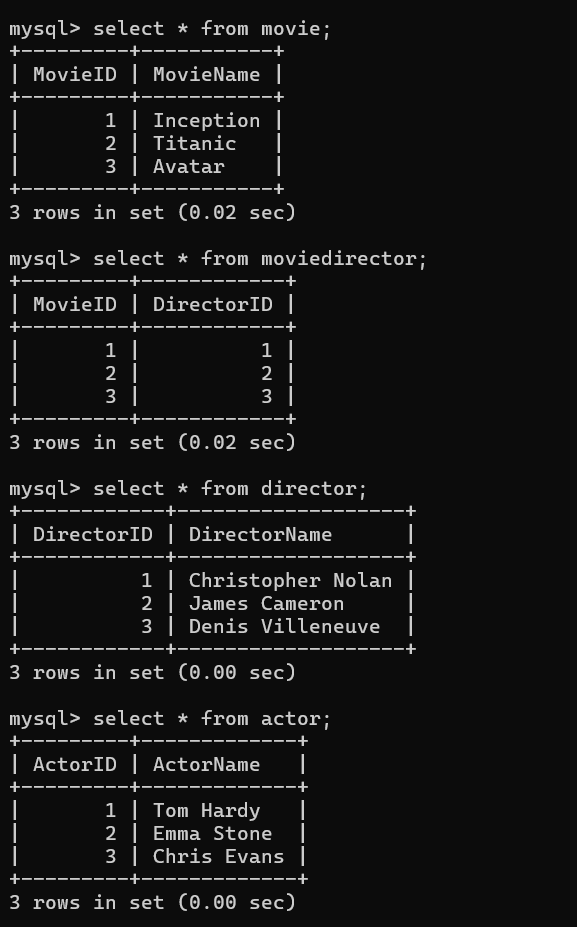 mysql> select * from movie;
+---------+-----------+
| MovieID | MovieName |
+---------+-----------+
|       1 | Inception |
|       2 | Titanic   |
|       3 | Avatar    |
+---------+-----------+
3 rows in set (0.02 sec)

mysql> select * from moviedirector;
+---------+------------+
| MovieID | DirectorID |
+---------+------------+
|       1 |          1 |
|       2 |          2 |
|       3 |          3 |
+---------+------------+
3 rows in set (0.02 sec)

mysql> select * from director;
+------------+-------------------+
| DirectorID | DirectorName      |
+------------+-------------------+
|          1 | Christopher Nolan |
|          2 | James Cameron     |
|          3 | Denis Villeneuve  |
+------------+-------------------+
3 rows in set (0.00 sec)

mysql> select * from actor;
+---------+-------------+
| ActorID | ActorName   |
+---------+-------------+
|       1 | Tom Hardy   |
|       2 | Emma Stone  |
|       3 | Chris Evans |
+---------+-------------+
3 rows in set (0.00 sec)